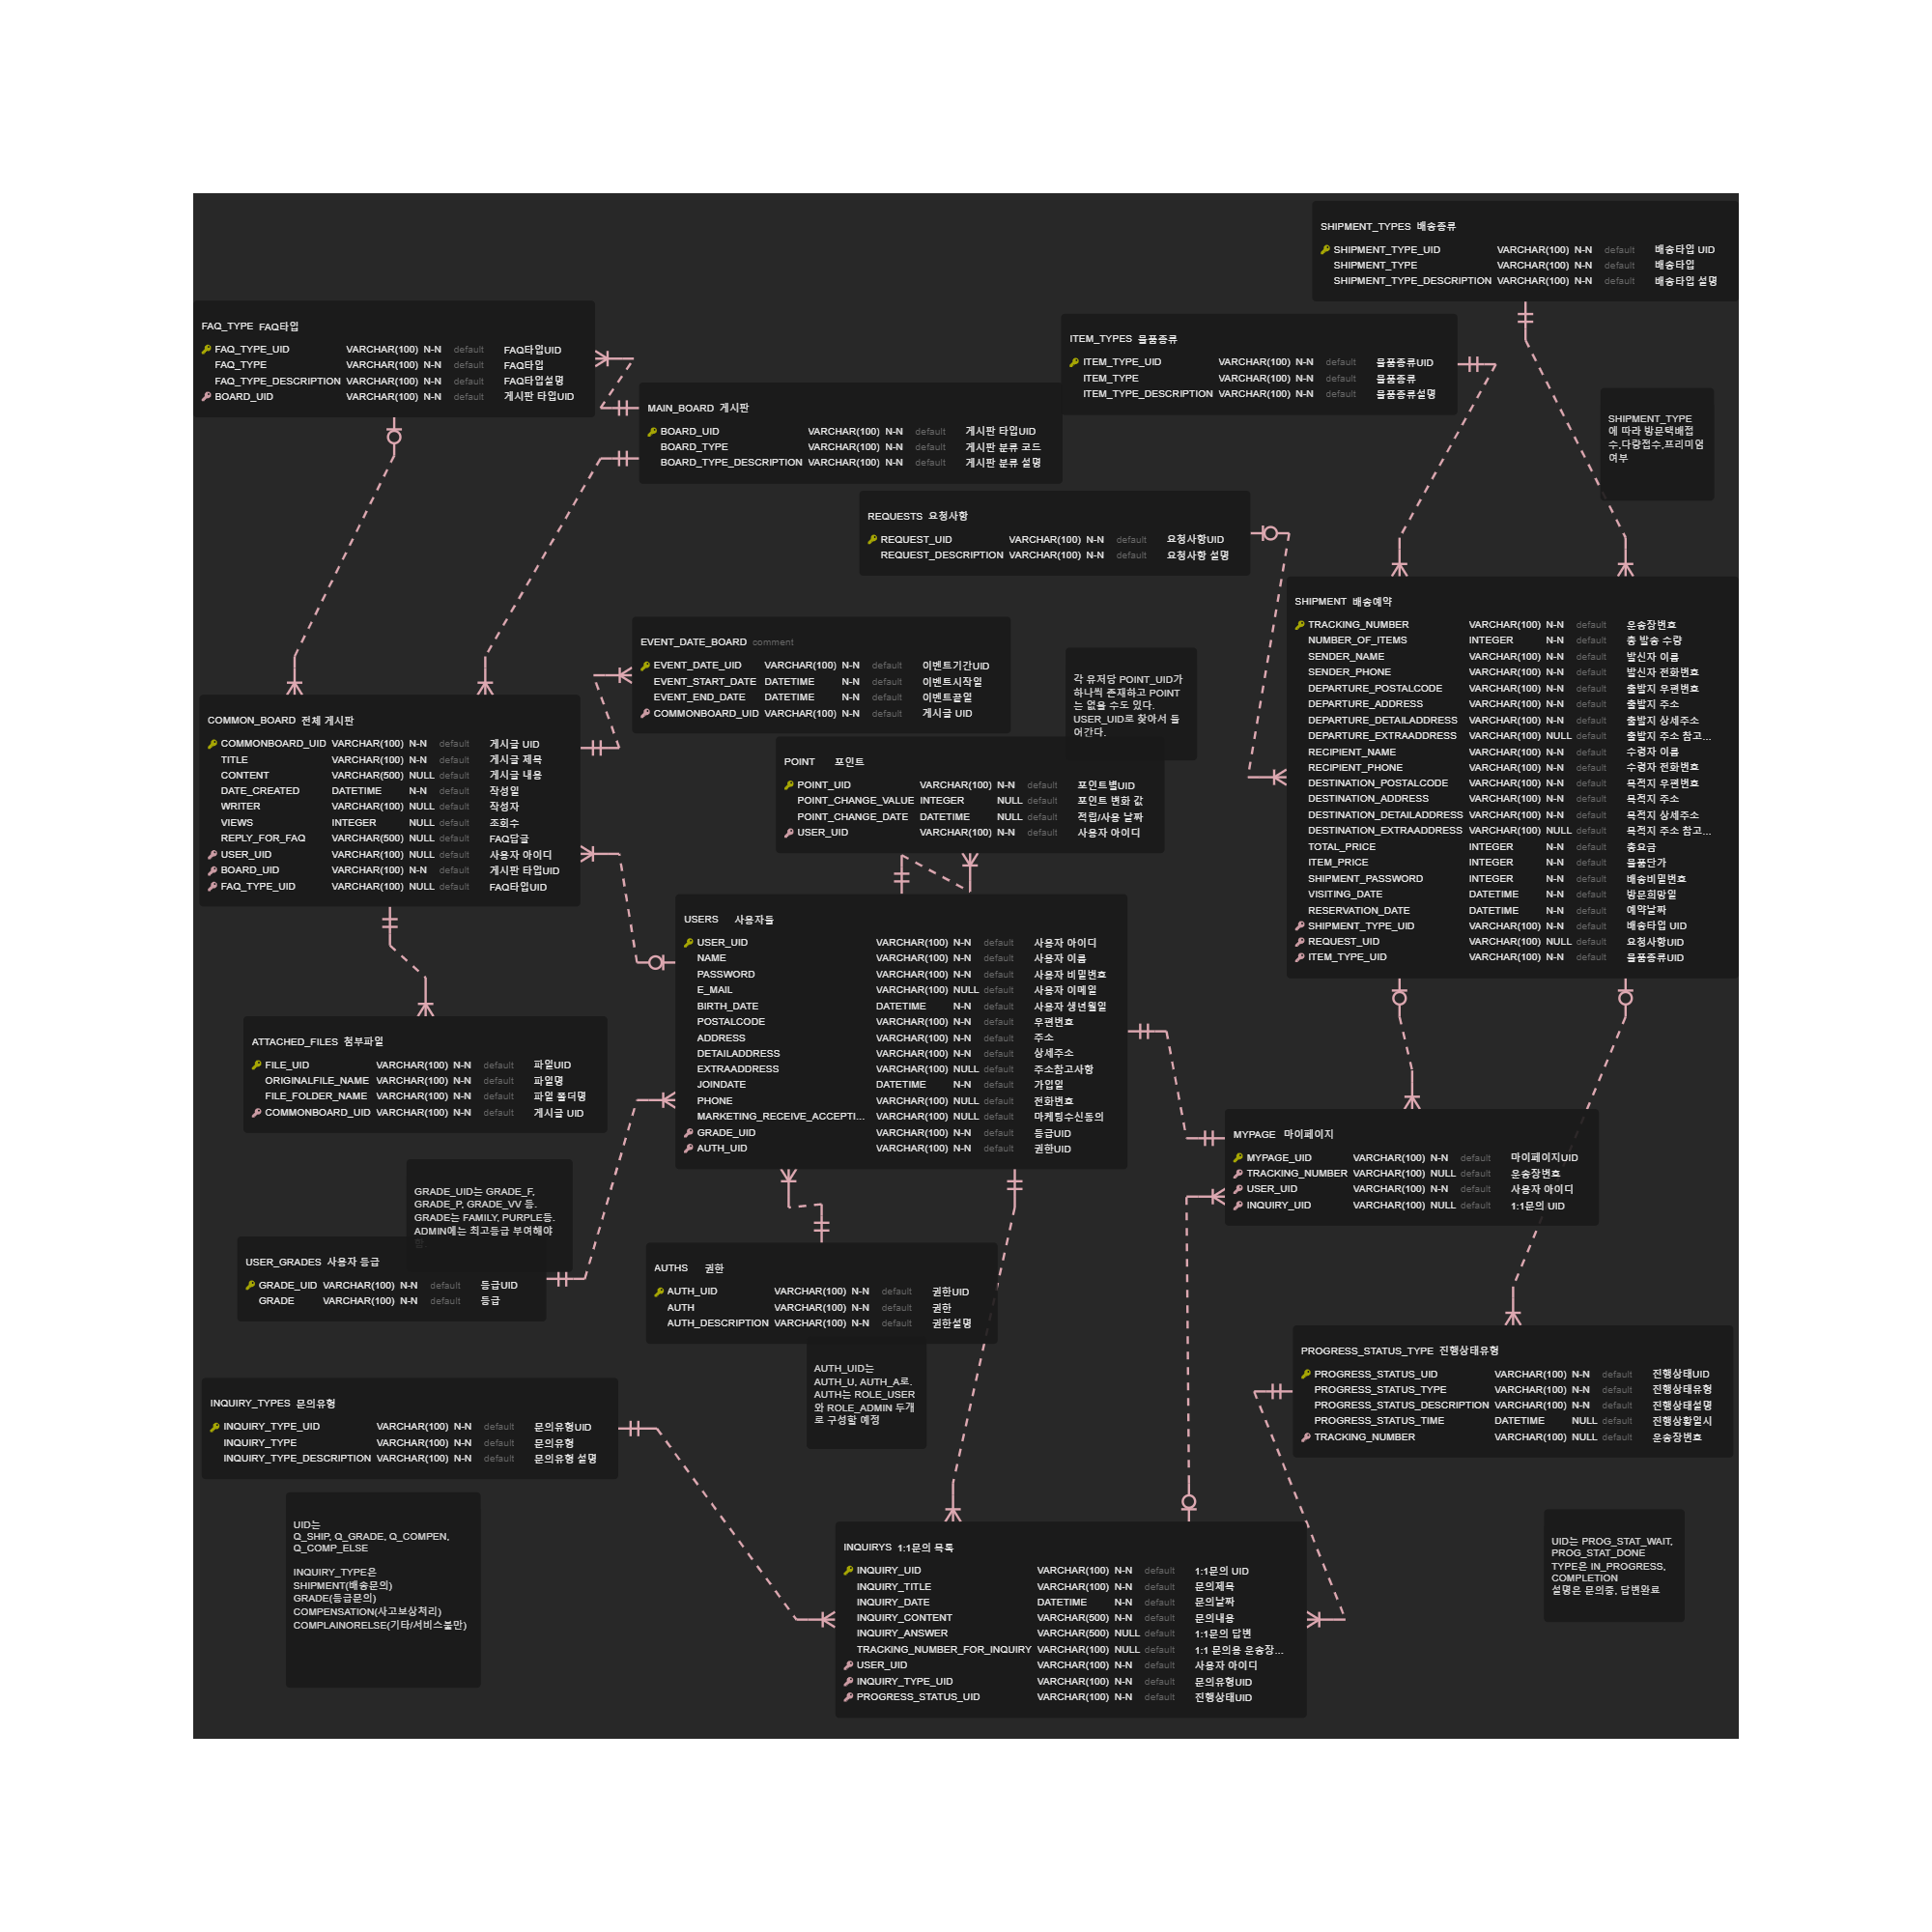 SHIPMENT_TYPES 배송종류
SHIPMENT_TYPE_UID VARCHAR(100) N-N default 배송타입 UID
SHIPMENT_TYPE VARCHAR(100) N-N default 배송타입
SHIPMENT_TYPE_DESCRIPTION VARCHAR(100) N-N default 배송타입 설명
FAQ_TYPE FAQ타입
FAQ_TYPE_UID VARCHAR(100) N-N default FAQ타입UID
FAQ_TYPE VARCHAR(100) N-N default FAQ타입
FAQ_TYPE_DESCRIPTION VARCHAR(100) N-N default FAQ타입설명
BOARD_UID VARCHAR(100) N-N default 게시판 타입UID
ITEM_TYPES 물품종류
ITEM_TYPE_UID VARCHAR(100) N-N default 물품종류UID
ITEM_TYPE VARCHAR(100) N-N default 물품종류
ITEM_TYPE_DESCRIPTION VARCHAR(100) N-N default 물품종류설명
MAIN_BOARD 게시판
BOARD_UID VARCHAR(100) N-N default 게시판 타입UID
BOARD_TYPE VARCHAR(100) N-N default 게시판 분류 코드
BOARD_TYPE_DESCRIPTION VARCHAR(100) N-N default 게시판 분류 설명
SHIPMENT_TYPE
에 따라 방문택배접
수,다량접수,프리미엄
여부
REQUESTS 요청사항
REQUEST_UID VARCHAR(100) N-N default 요청사항UID
REQUEST_DESCRIPTION VARCHAR(100) N-N default 요청사항 설명
SHIPMENT 배송예약
TRACKING_NUMBER VARCHAR(100) N-N default 운송장번호
NUMBER_OF_ITEMS INTEGER N-N default 총 발송 수량
SENDER_NAME VARCHAR(100) N-N default 발신자 이름
SENDER_PHONE VARCHAR(100) N-N default 발신자 전화번호
DEPARTURE_POSTALCODE VARCHAR(100) N-N default 출발지 우편번호
DEPARTURE_ADDRESS VARCHAR(100) N-N default 출발지 주소
DEPARTURE_DETAILADDRESS VARCHAR(100) N-N default 출발지 상세주소
DEPARTURE_EXTRAADDRESS VARCHAR(100) NULL default 출발지 주소 참고...
RECIPIENT_NAME VARCHAR(100) N-N default 수령자 이름
RECIPIENT_PHONE VARCHAR(100) N-N default 수령자 전화번호
DESTINATION_POSTALCODE VARCHAR(100) N-N default 목적지 우편번호
DESTINATION_ADDRESS VARCHAR(100) N-N default 목적지 주소
DESTINATION_DETAILADDRESS VARCHAR(100) N-N default 목적지 상세주소
DESTINATION_EXTRAADDRESS VARCHAR(100) NULL default 목적지 주소 참고...
TOTAL_PRICE INTEGER N-N default 총요금
ITEM_PRICE INTEGER N-N default 물품단가
SHIPMENT_PASSWORD INTEGER N-N default 배송비밀번호
VISITING_DATE DATETIME N-N default 방문희망일
RESERVATION_DATE DATETIME N-N default 예약날짜
SHIPMENT_TYPE_UID VARCHAR(100) N-N default 배송타입 UID
REQUEST_UID VARCHAR(100) NULL default 요청사항UID
ITEM_TYPE_UID VARCHAR(100) N-N default 물품종류UID
EVENT_DATE_BOARD comment
EVENT_DATE_UID VARCHAR(100) N-N default 이벤트기간UID
EVENT_START_DATE DATETIME N-N default 이벤트시작일
EVENT_END_DATE DATETIME N-N default 이벤트끝일
COMMONBOARD_UID VARCHAR(100) N-N default 게시글 UID
각 유저당 POINT_UID가
하나씩 존재하고 POINT
는 없을 수도 있다.
USER_UID로 찾아서 들
어간다.
COMMON_BOARD 전체 게시판
COMMONBOARD_UID VARCHAR(100) N-N default 게시글 UID
TITLE VARCHAR(100) N-N default 게시글 제목
CONTENT VARCHAR(500) NULL default 게시글 내용
DATE_CREATED DATETIME N-N default 작성일
WRITER VARCHAR(100) NULL default 작성자
VIEWS INTEGER NULL default 조회수
REPLY_FOR_FAQ VARCHAR(500) NULL default FAQ답글
USER_UID VARCHAR(100) NULL default 사용자 아이디
BOARD_UID VARCHAR(100) NULL default 게시판 타입UID
FAQ_TYPE_UID VARCHAR(100) NULL default FAQ타입UID
POINT 포인트
POINT_UID VARCHAR(100) N-N default 포인트별UID
POINT_CHANGE_VALUE INTEGER NULL default 포인트 변화 값
POINT_CHANGE_DATE DATETIME NULL default 적립/사용 날짜
USER_UID VARCHAR(100) N-N default 사용자 아이디
USERS 사용자들
USER_UID VARCHAR(100) N-N default 사용자 아이디
NAME VARCHAR(100) N-N default 사용자 이름
PASSWORD VARCHAR(100) N-N default 사용자 비밀번호
E_MAIL VARCHAR(100) NULL default 사용자 이메일
BIRTH_DATE DATETIME N-N default 사용자 생년월일
POSTALCODE VARCHAR(100) N-N default 우편번호
ADDRESS VARCHAR(100) N-N default 주소
DETAILADDRESS VARCHAR(100) N-N default 상세주소
EXTRAADDRESS VARCHAR(100) NULL default 주소참고사항
JOINDATE DATETIME N-N default 가입일
PHONE VARCHAR(100) NULL default 전화번호
MARKETING_RECEIVE_ACCEPTI... VARCHAR(100) NULL default 마케팅수신동의
GRADE_UID VARCHAR(100) N-N default 등급UID
AUTH_UID VARCHAR(100) N-N default 권한UID
ATTACHED_FILES 첨부파일
FILE_UID VARCHAR(100) N-N default 파일UID
ORIGINALFILE_NAME VARCHAR(100) N-N default 파일명
FILE_FOLDER_NAME VARCHAR(100) N-N default 파일 폴더명
COMMONBOARD_UID VARCHAR(100) N-N default 게시글 UID
MYPAGE 마이페이지
MYPAGE_UID VARCHAR(100) N-N default 마이페이지UID
TRACKING_NUMBER VARCHAR(100) NULL default 운송장번호
USER_UID VARCHAR(100) N-N default 사용자 아이디
INQUIRY_UID VARCHAR(100) NULL default 1:1문의 UID
GRADE_UID는 GRADE_F,
GRADE_P, GRADE_VV 등.
GRADE는 FAMILY, PURPLE등.
ADMIN에는 최고등급 부여해야
USER_GRADES 사용자 등급
GRADE_UID VARCHAR(100) N-N default 등급UID
GRADE VARCHAR(100) N-N default 등급
AUTHS 권한
AUTH_UID VARCHAR(100) N-N default 권한UID
AUTH VARCHAR(100) N-N default 권한
AUTH_DESCRIPTION VARCHAR(100) N-N default 권한설명
AUTH_UID는
AUTH_U, AUTH_A로.
AUTH는 ROLE_USER
와 ROLE_ADMIN 두개
로 구성할 예정
PROGRESS_STATUS_TYPE 진행상태유형
PROGRESS_STATUS_UID VARCHAR(100) N-N default 진행상태UID
PROGRESS_STATUS_TYPE VARCHAR(100) N-N default 진행상태유형
PROGRESS_STATUS_DESCRIPTION VARCHAR(100) N-N default 진행상태설명
PROGRESS_STATUS_TIME DATETIME NULL default 진행상황일시
TRACKING_NUMBER VARCHAR(100) NULL default 운송장번호
INQUIRY_TYPES 문의유형
INQUIRY_TYPE_UID VARCHAR(100) N-N default 문의유형UID
INQUIRY_TYPE VARCHAR(100) N-N default 문의유형
INQUIRY_TYPE_DESCRIPTION VARCHAR(100) N-N default 문의유형 설명
UID는
Q_SHIP, Q_GRADE, Q_COMPEN,
Q_COMP_ELSE
INQUIRY_TYPE은
SHIPMENT(배송문의)
GRADE(등급문의)
COMPENSATION(사고보상처리)
COMPLAINORELSE(기타/서비스불만)
INQUIRYS 1:1문의 목록
INQUIRY_UID VARCHAR(100) N-N default 1:1문의 UID
INQUIRY_TITLE VARCHAR(100) N-N default 문의제목
INQUIRY_DATE DATETIME N-N default 문의날짜
INQUIRY_CONTENT VARCHAR(500) N-N default 문의내용
INQUIRY_ANSWER VARCHAR(500) NULL default 1:1문의 답변
TRACKING_NUMBER_FOR_INQUIRY VARCHAR(100) NULL default 1:1 문의용 운송장...
USER_UID VARCHAR(100) N-N default 사용자 아이디
INQUIRY_TYPE_UID VARCHAR(100) N-N default 문의유형UID
PROGRESS_STATUS_UID VARCHAR(100) N-N default 진행상태UID
UID는 PROG_STAT_WAIT,
PROG_STAT_DONE
TYPE은 IN_PROGRESS,
COMPLETION
설명은 문의중, 답변완료